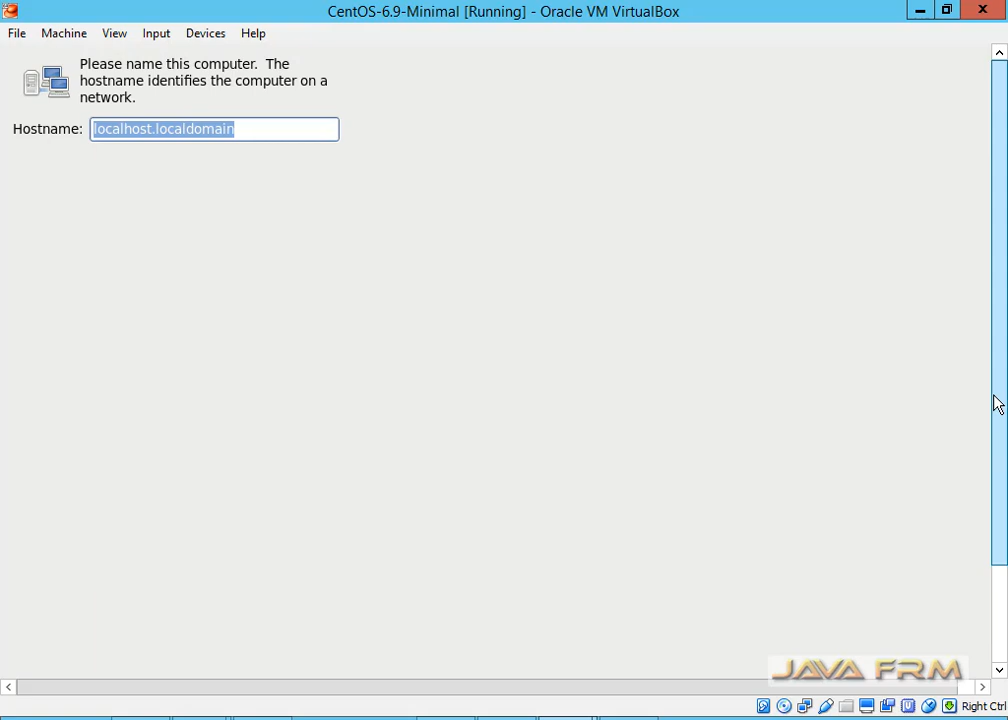 CentOS-6.9-Minimal [Running] - Oracle VM VirtualBox
File Machine View Input Devices Help
Please name this computer. The
hostname identifies the computer on a
network.
Hostname: localhost.localdomain
JAVA FRM
Right Ctrl